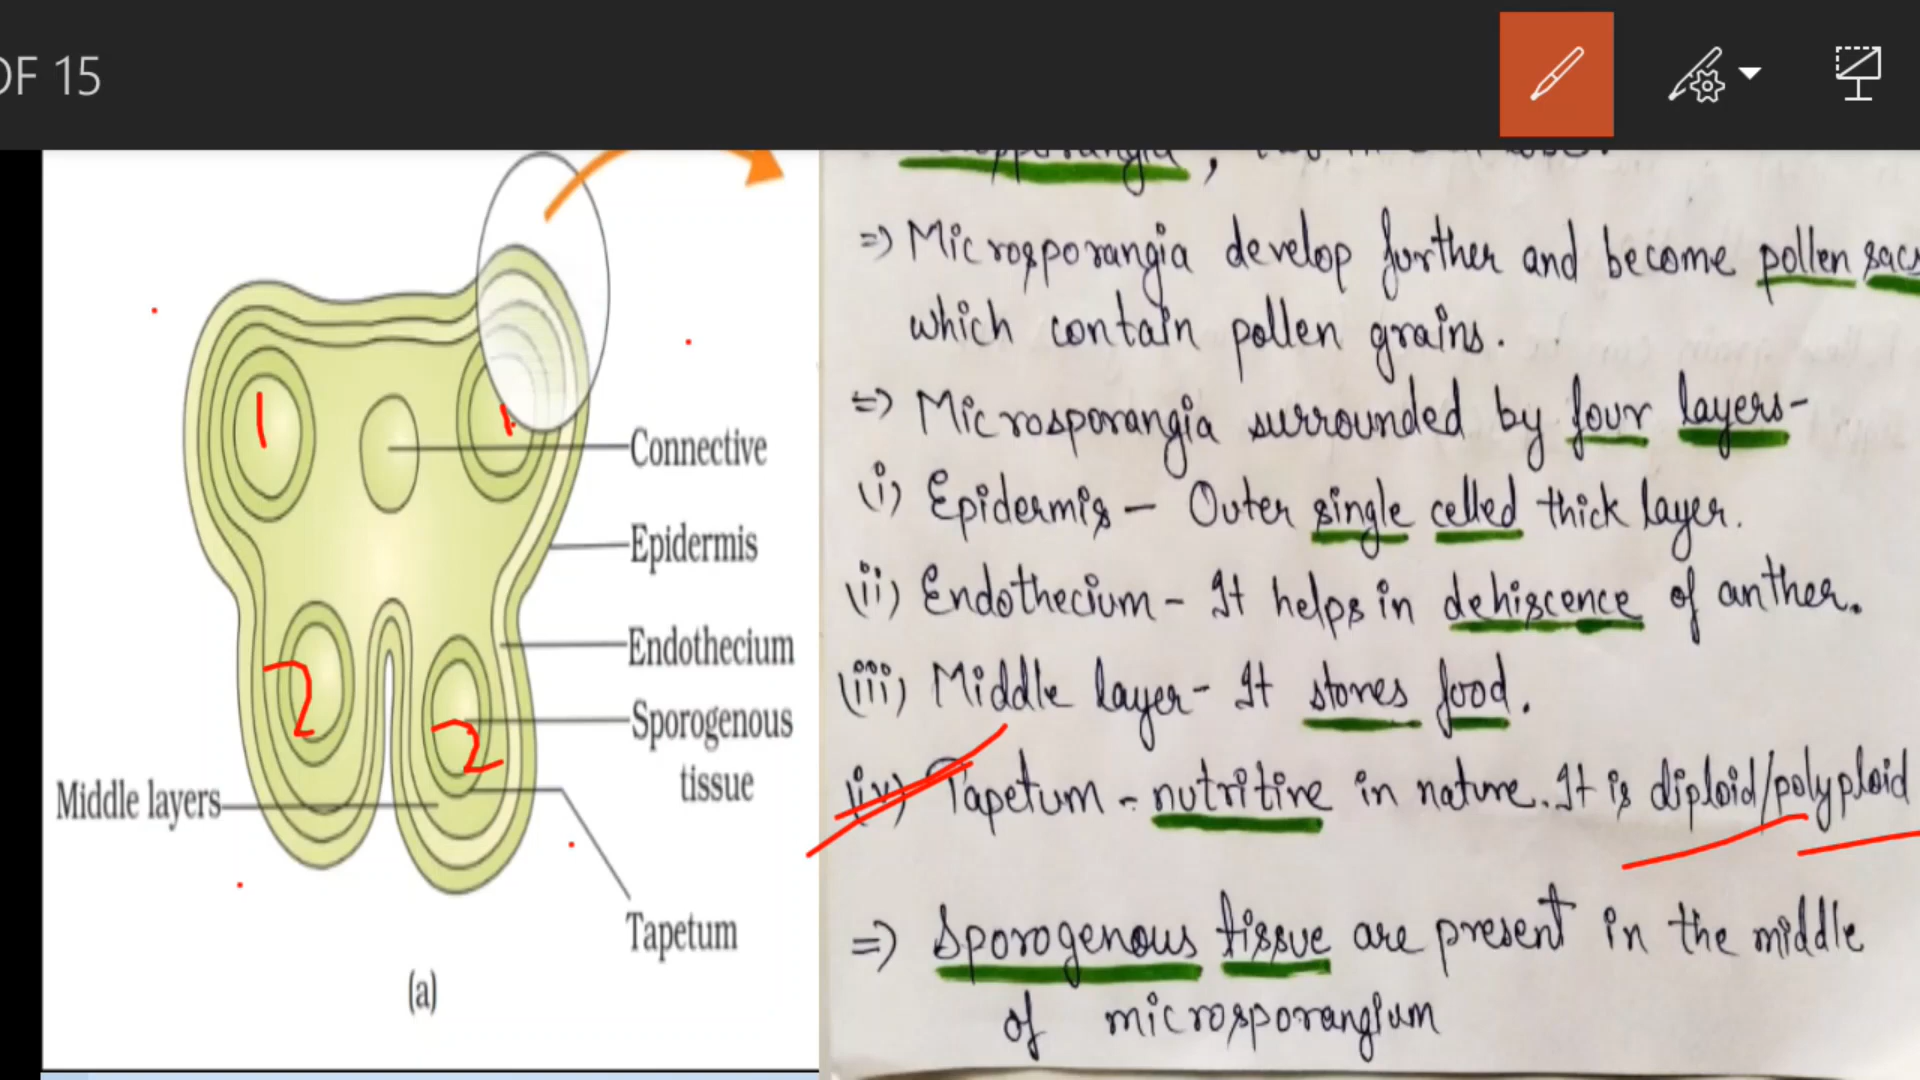 OF 15
Connective
Epidermis
Endothecium
Sporogenous
tissue
Middle layers
Tapetum
(a)
1
1
2
2
⇒ Microsporangia develop further and become pollen sacs
which contain pollen grains.
⇒ Microsporangia surrounded by four layers-
(i) Epidermis - Outer single celled thick layer.
(ii) Endothecium - It helps in dehiscence of anther.
(iii) Middle layer - It stores food.
(iv) Tapetum - nutritive in nature. It is diploid/polyploid
⇒ Sporogenous tissue are present in the middle
of microsporangium